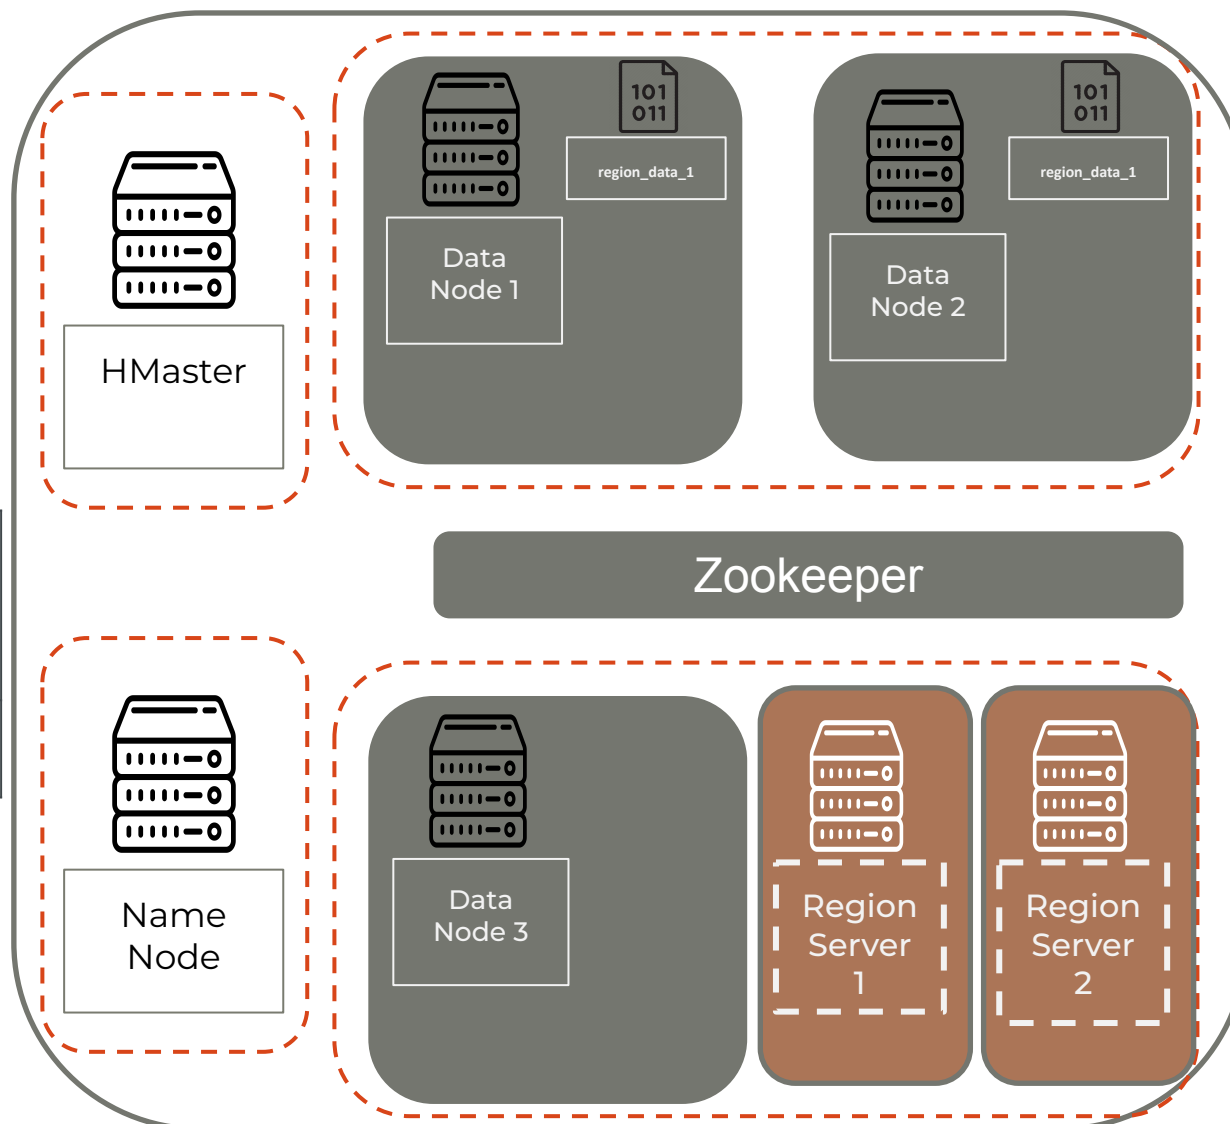 101
011
region_data_1
Data
Node 1
101
011
region_data_1
Data
Node 2
HMaster
Zookeeper
Name
Node
Data
Node 3
Region
Server
1
Region
Server
2